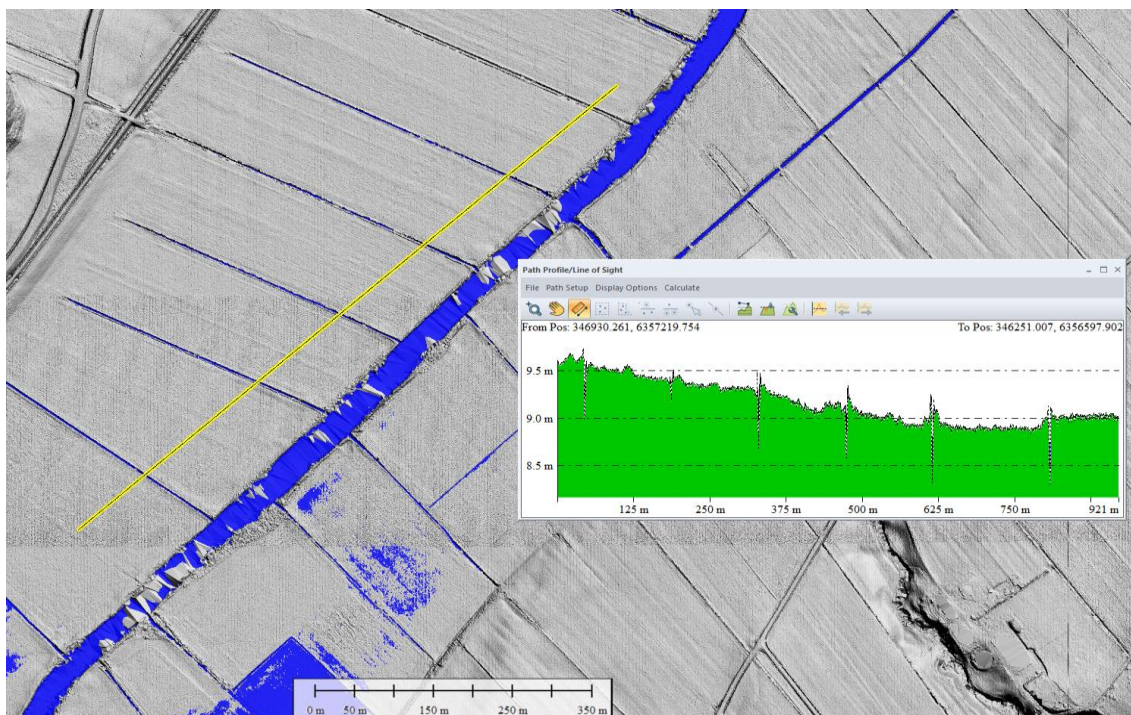 Path Profile/Line of Sight
File Path Setup Display Options Calculate
From Pos: 346930.261, 6357219.754 To Pos: 346251.007, 6356597.902
9.5 m
9.0 m
8.5 m
125 m 250 m 375 m 500 m 625 m 750 m 921 m
0 m 50 m 150 m 250 m 350 m